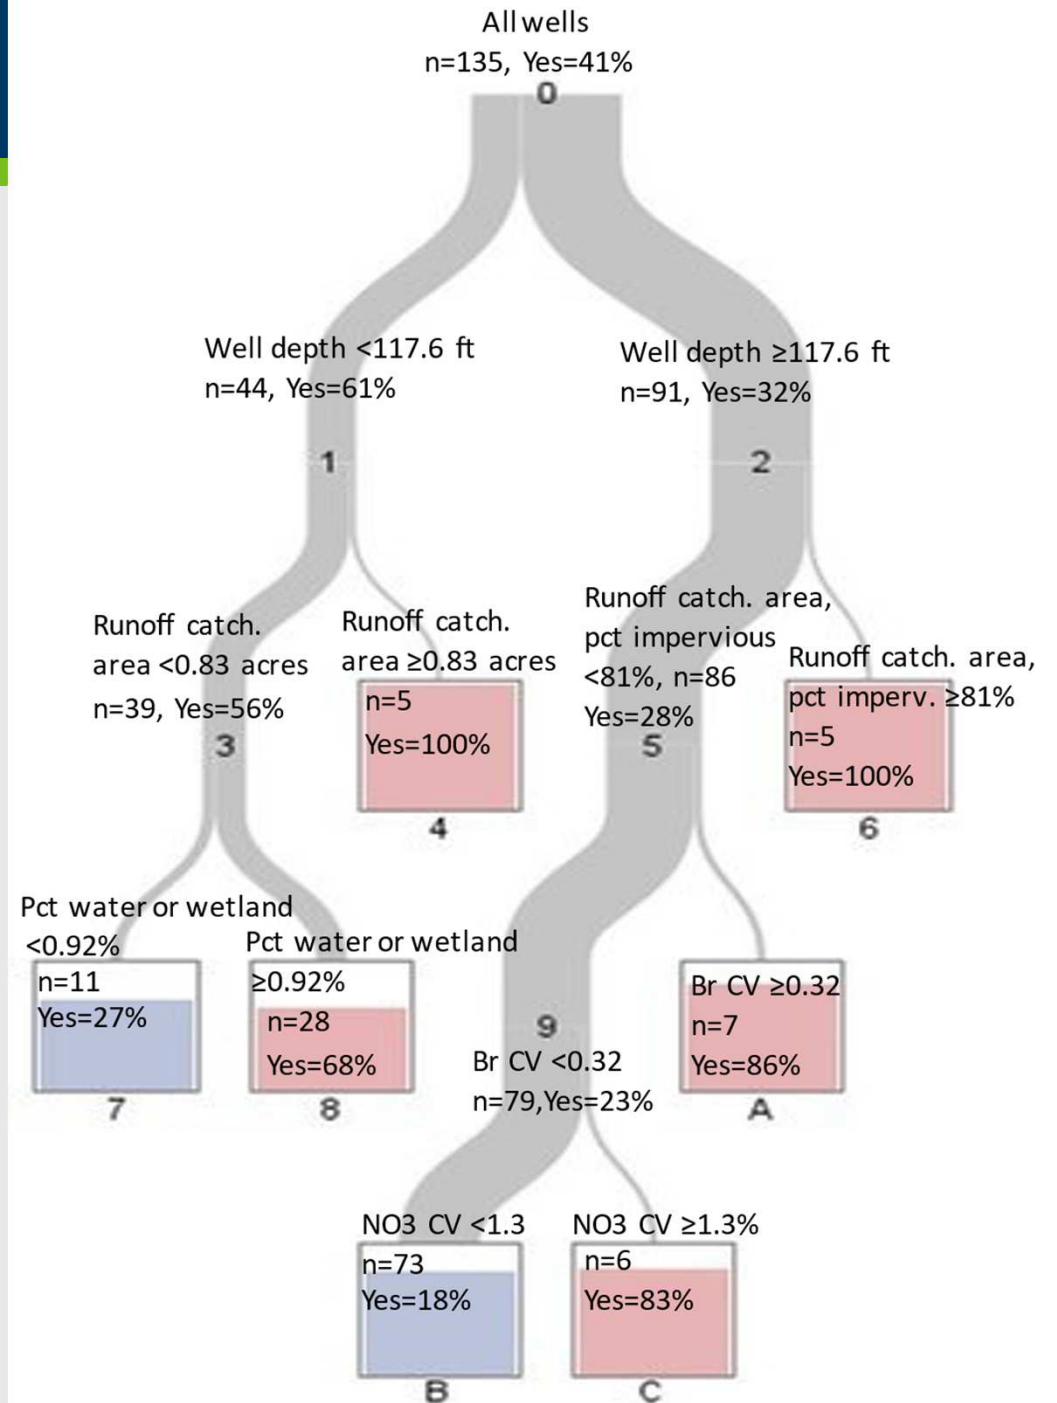 All wells
n=135, Yes=41%
0
Well depth <117.6 ft
n=44, Yes=61%
1
Well depth ≥117.6 ft
n=91, Yes=32%
2
Runoff catch.
area <0.83 acres
n=39, Yes=56%
3
Runoff catch.
area ≥0.83 acres
n=5
Yes=100%
4
Runoff catch. area,
pct impervious
<81%, n=86
Yes=28%
5
Runoff catch. area,
pct imperv. ≥81%
n=5
Yes=100%
6
Pct water or wetland
<0.92%
n=11
Yes=27%
7
Pct water or wetland
≥0.92%
n=28
Yes=68%
8
9
Br CV <0.32
n=79,Yes=23%
Br CV ≥0.32
n=7
Yes=86%
A
NO3 CV <1.3
n=73
Yes=18%
B
NO3 CV ≥1.3%
n=6
Yes=83%
C